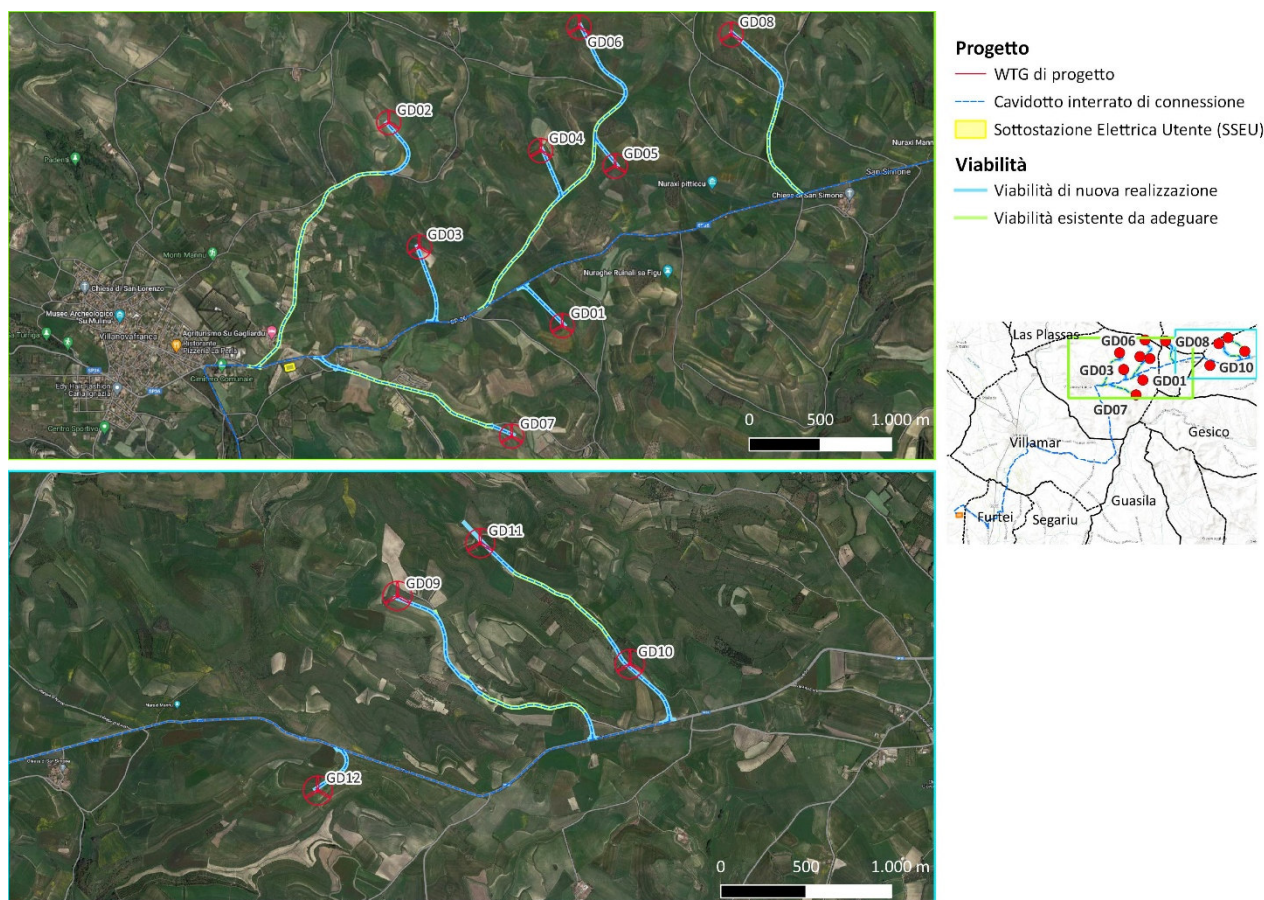 GD06
GD08
GD02
GD04
GD05
Nuraxi Mann
San Simone
Nuraxi pitticcu
Chiesa di San Simone
GD03
Monti Mannu
Nuraghe Ruinali sa Figu
Chiesa di San Lorenzo
Museo Archeologico
Su Mulinu
Villanovafranca
Agriturismo Su Gagliardu
Ristorante
Pizzeria La Perla
GD01
Cimitero Comunale
Centro Sportivo
GD07
0 500 1.000 m
GD11
GD09
GD10
GD12
0 500 1.000 m
Progetto
WTG di progetto
Cavidotto interrato di connessione
Sottostazione Elettrica Utente (SSEU)
Viabilità
Viabilità di nuova realizzazione
Viabilità esistente da adeguare
Las Plassas
GD06
GD08
GD03
GD10
GD01
GD07
Gesico
Villamar
Guasila
Furtei
Segariu